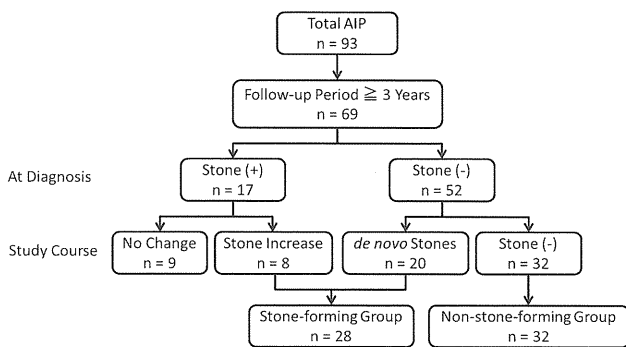 Total AIP
n = 93
Follow-up Period ≧ 3 Years
n = 69
At Diagnosis
Stone (+)
n = 17
Stone (-)
n = 52
Study Course
No Change
n = 9
Stone Increase
n = 8
de novo Stones
n = 20
Stone (-)
n = 32
Stone-forming Group
n = 28
Non-stone-forming Group
n = 32